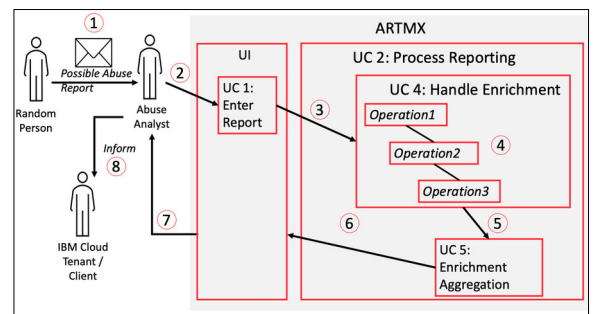 ARTMX
1
UI
UC 2: Process Reporting
Possible Abuse
Report
2
UC 1:
Enter
Report
3
UC 4: Handle Enrichment
Operation1
4
Operation2
Operation3
Random
Person
Abuse
Analyst
Inform
8
7
6
5
IBM Cloud
Tenant /
Client
UC 5:
Enrichment
Aggregation